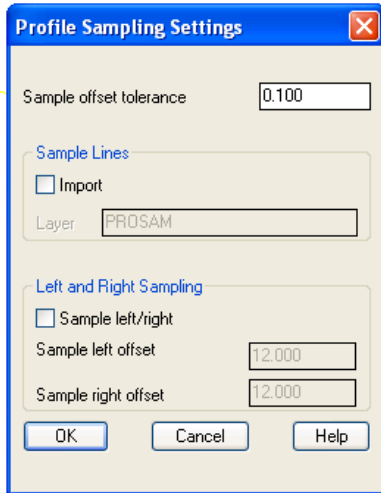 Profile Sampling Settings
Sample offset tolerance 0.100
Sample Lines
Import
Layer PROSAM
Left and Right Sampling
Sample left/right
Sample left offset 12.000
Sample right offset 12.000
OK Cancel Help